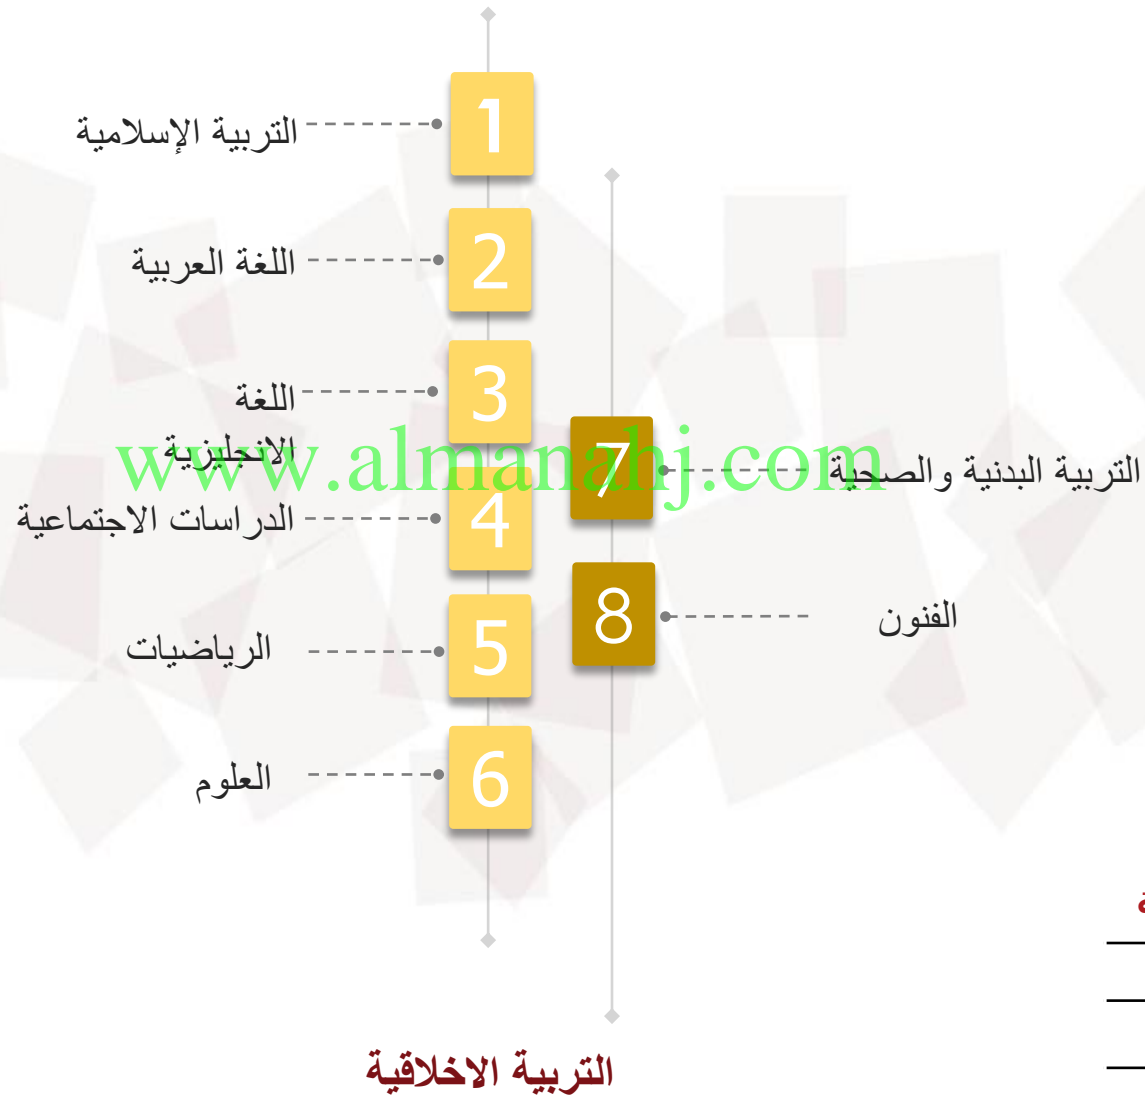 1
التربية الإسلامية
2
اللغة العربية
3
اللغة
الانجليزية
4
الدراسات الاجتماعية
5
الرياضيات
6
العلوم
7
التربية البدنية والصحية
8
الفنون
www.almanahj.com
التربية الاخلاقية